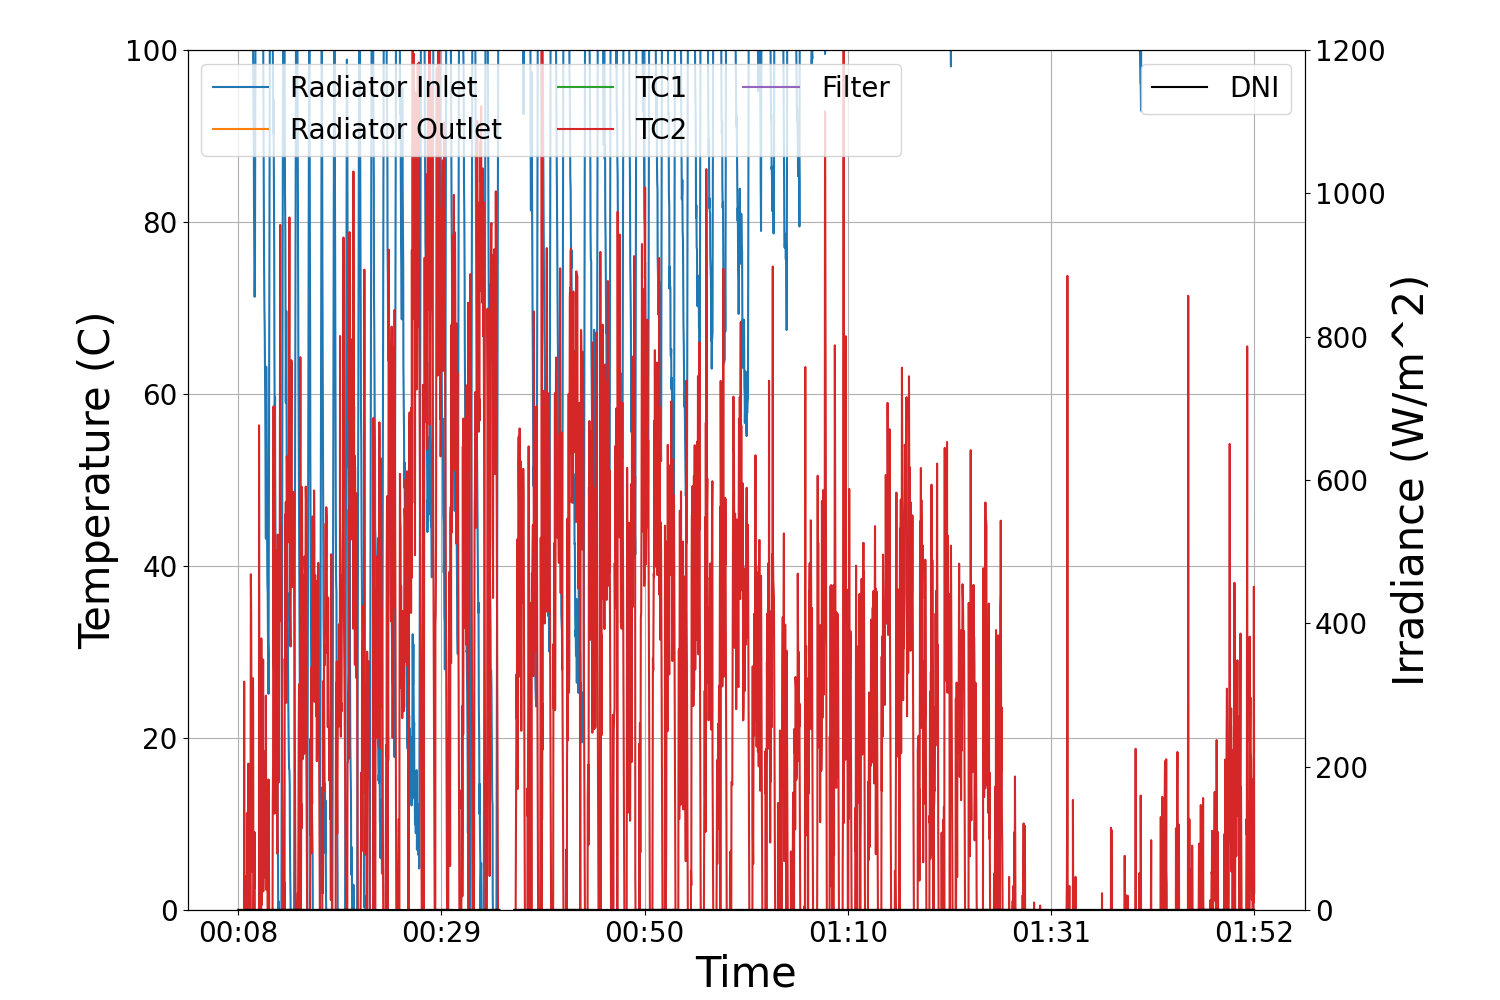 100
80
60
40
20
0
Temperature (C)
Radiator Inlet
Radiator Outlet
TC1
TC2
Filter
DNI
1200
1000
800
600
400
200
0
Irradiance (W/m^2)
00:08
00:29
00:50
01:10
01:31
01:52
Time